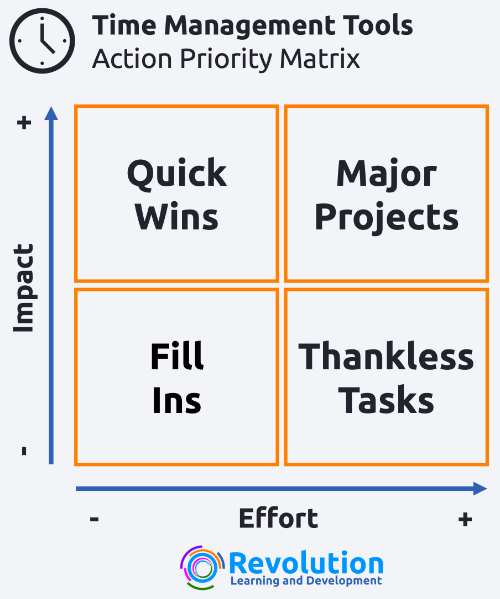 Time Management Tools
Action Priority Matrix
+
Quick
Wins
Major
Projects
Impact
Fill
Ins
Thankless
Tasks
-
- Effort +
Revolution
Learning and Development